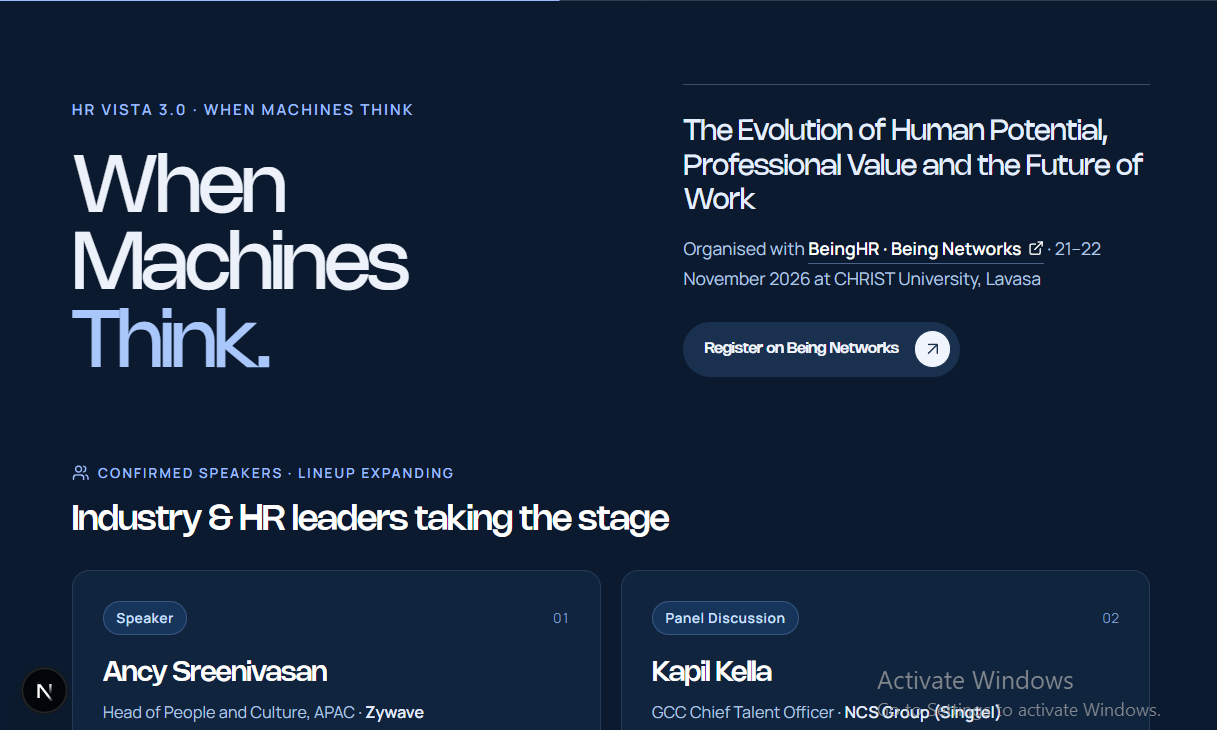 HR VISTA 3.0 · WHEN MACHINES THINK
When
Machines
Think.
The Evolution of Human Potential,
Professional Value and the Future of
Work
Organised with BeingHR · Being Networks · 21–22
November 2026 at CHRIST University, Lavasa
Register on Being Networks
CONFIRMED SPEAKERS · LINEUP EXPANDING
Industry & HR leaders taking the stage
Speaker
01
Ancy Sreenivasan
Head of People and Culture, APAC · Zywave
Panel Discussion
02
Kapil Kella
GCC Chief Talent Officer · NCS Group (Singtel)
N
Activate Windows
Go to Settings to activate Windows.